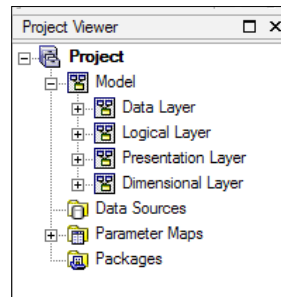 Project Viewer
Project
Model
Data Layer
Logical Layer
Presentation Layer
Dimensional Layer
Data Sources
Parameter Maps
Packages